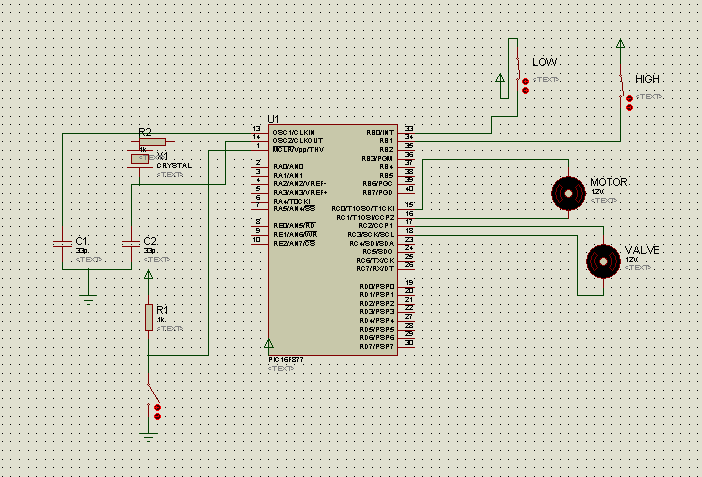 LOW
<TEXT>
HIGH
<TEXT>
U1
13 OSC1/CLKIN
14 OSC2/CLKOUT
1 MCLR/Vpp/THV
2 RA0/AN0
3 RA1/AN1
4 RA2/AN2/VREF-
5 RA3/AN3/VREF+
6 RA4/T0CKI
7 RA5/AN4/SS
8 RE0/AN5/RD
9 RE1/AN6/WR
10 RE2/AN7/CS
RB0/INT 33
RB1 34
RB2 35
RB3/PGM 36
RB4 37
RB5 38
RB6/PGC 39
RB7/PGD 40
RC0/T1OSO/T1CKI 15
RC1/T1OSI/CCP2 16
RC2/CCP1 17
RC3/SCK/SCL 18
RC4/SDI/SDA 23
RC5/SDO 24
RC6/TX/CK 25
RC7/RX/DT 26
RD0/PSP0 19
RD1/PSP1 20
RD2/PSP2 21
RD3/PSP3 22
RD4/PSP4 27
RD5/PSP5 28
RD6/PSP6 29
RD7/PSP7 30
PIC16F877
<TEXT>
R2
1k
X1
CRYSTAL
<TEXT>
C1
33p
<TEXT>
C2
33p
<TEXT>
R1
1k
<TEXT>
MOTOR
12V
<TEXT>
VALVE
12V
<TEXT>